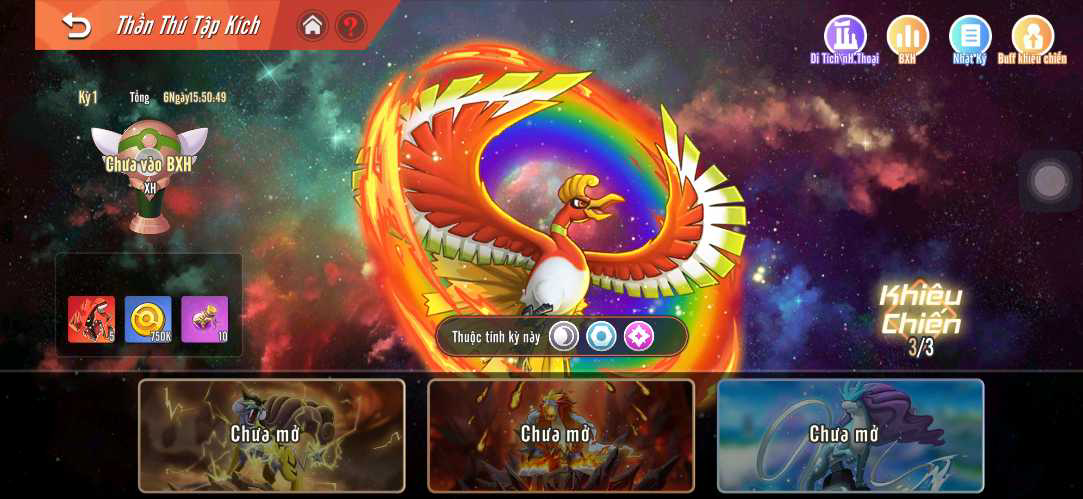 Thần Thú Tập Kích
?
Di Tích\nH.Thoại
BXH
Nhật Ký
Buff khiêu chiến
Kỳ 1
Tổng
6Ngày15:50:49
Chưa vào BXH
XH
5
750K
10
Thuộc tính kỳ này
Khiêu
Chiến
3/3
Chưa mở
Chưa mở
Chưa mở